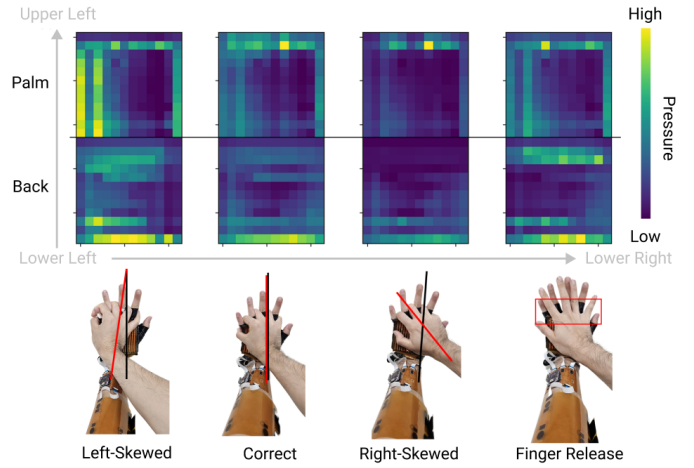 Upper Left
High
Palm
Pressure
Back
Low
Lower Left
Lower Right
Left-Skewed
Correct
Right-Skewed
Finger Release